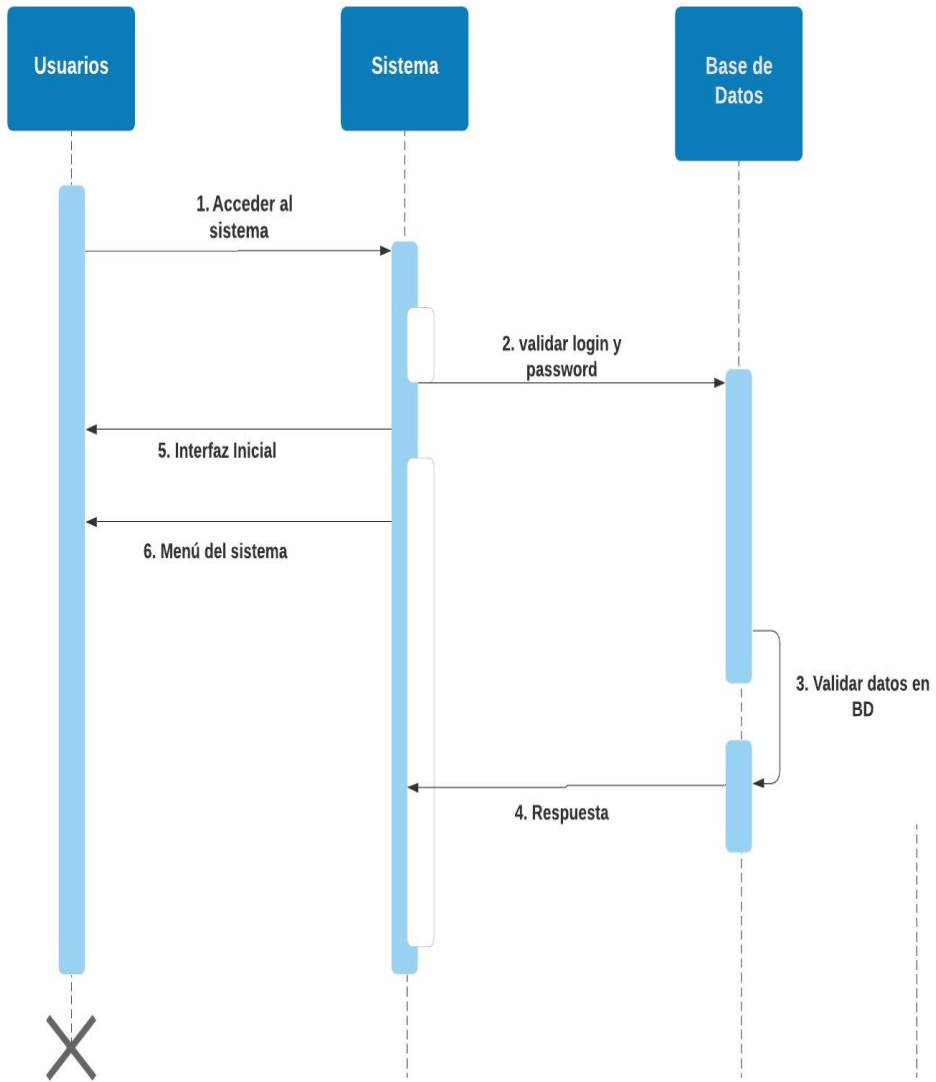 Usuarios
Sistema
Base de
Datos
1. Acceder al
sistema
2. validar login y
password
5. Interfaz Inicial
6. Menú del sistema
3. Validar datos en
BD
4. Respuesta